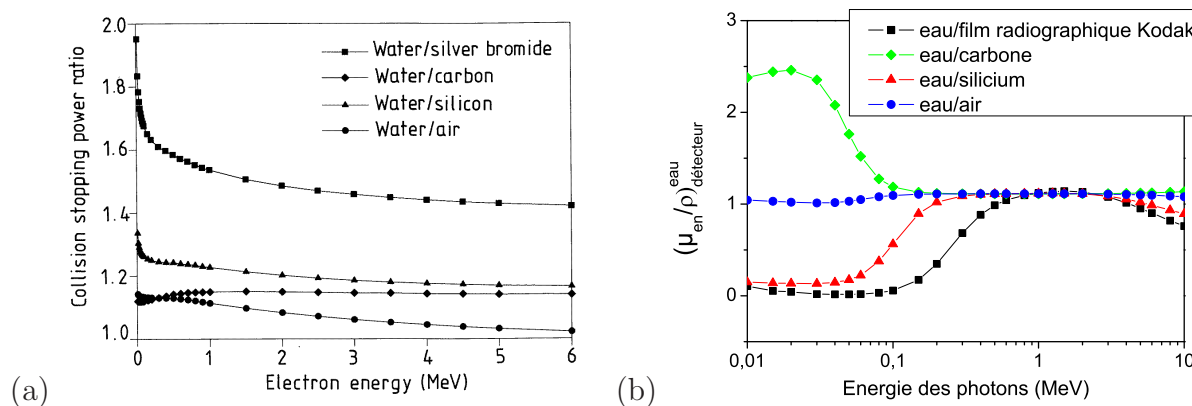 2.0
1.8
1.6
1.4
1.2
1.0
Collision stopping power ratio
Water/silver bromide
Water/carbon
Water/silicon
Water/air
0 1 2 3 4 5 6
Electron energy (MeV)
(a)
3
2
1
0
(μen/ρ)eau détecteur
eau/film radiographique Kodak
eau/carbone
eau/silicium
eau/air
0,01 0,1 1 10
Energie des photons (MeV)
(b)